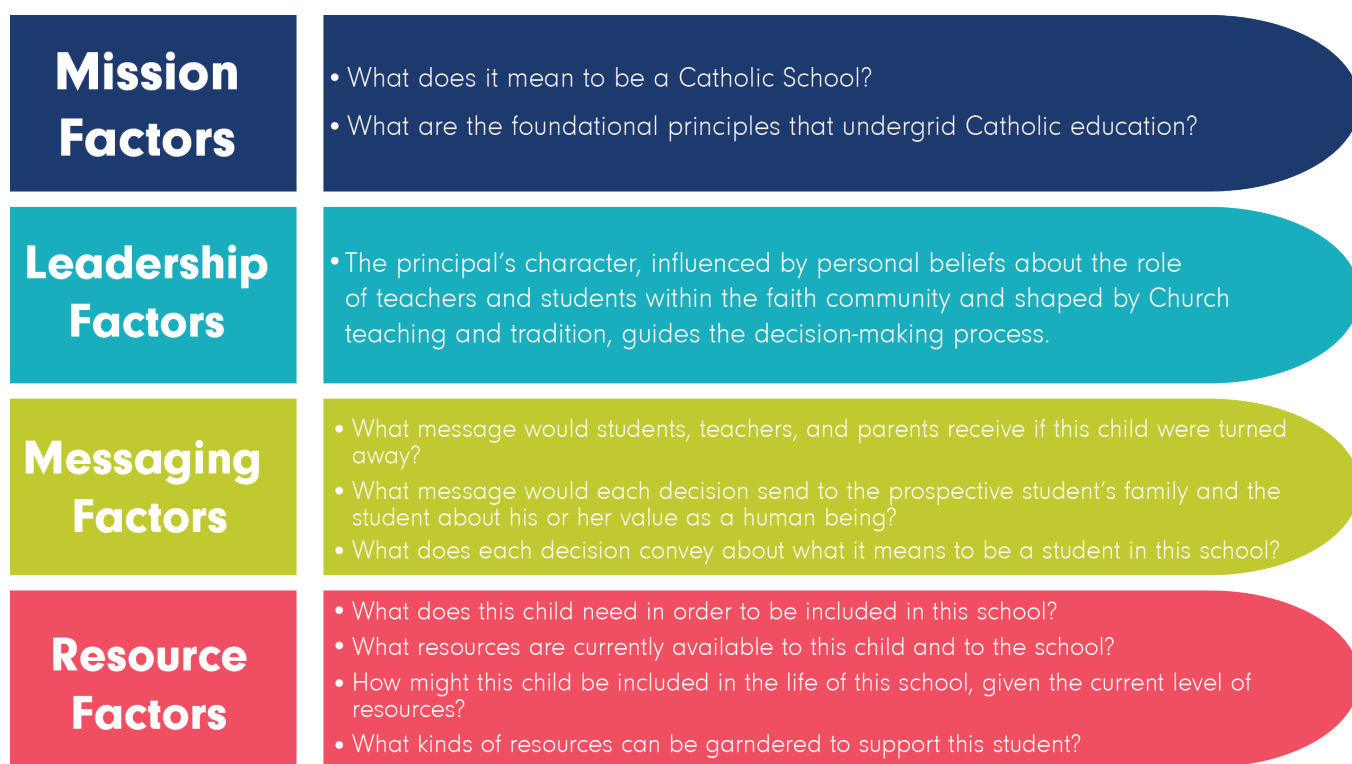 Mission
Factors
• What does it mean to be a Catholic School?
• What are the foundational principles that undergrid Catholic education?
Leadership
Factors
• The principal's character, influenced by personal beliefs about the role
of teachers and students within the faith community and shaped by Church
teaching and tradition, guides the decision-making process.
Messaging
Factors
• What message would students, teachers, and parents receive if this child were turned
away?
• What message would each decision send to the prospective student's family and the
student about his or her value as a human being?
• What does each decision convey about what it means to be a student in this school?
Resource
Factors
• What does this child need in order to be included in this school?
• What resources are currently available to this child and to the school?
• How might this child be included in the life of this school, given the current level of
resources?
• What kinds of resources can be garndered to support this student?